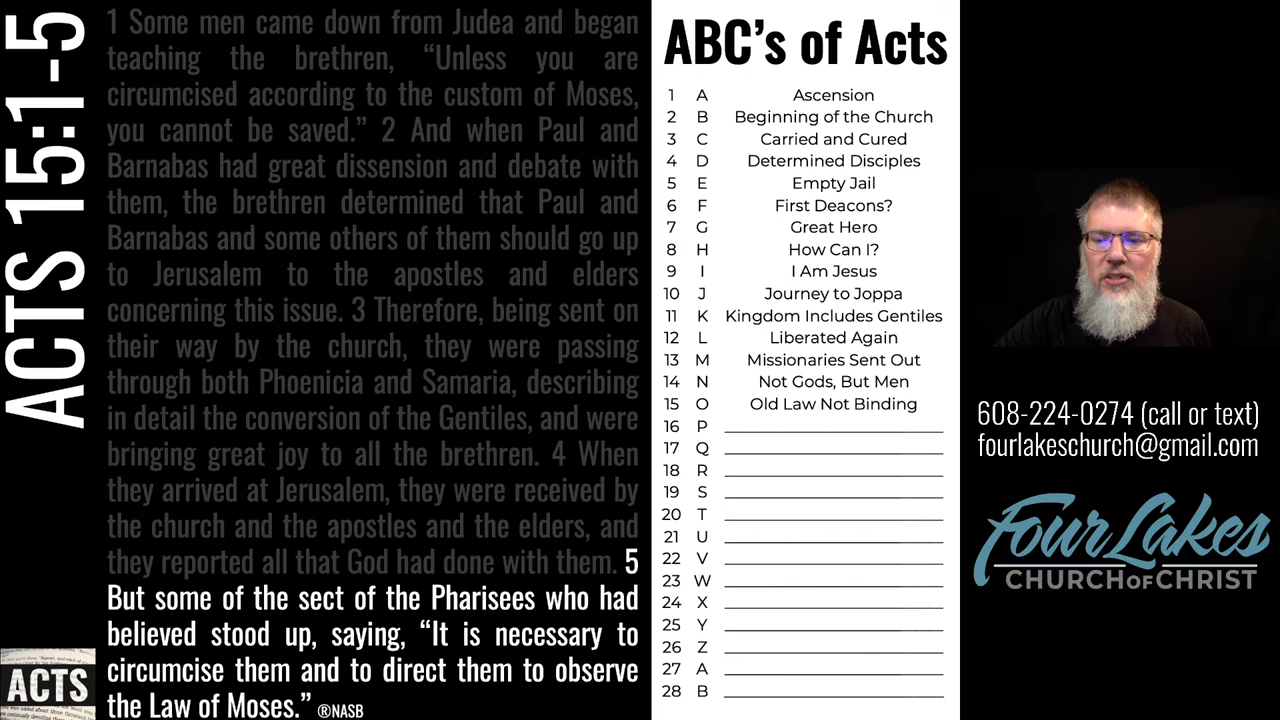 ACTS 15:1-5
1 Some men came down from Judea and began
teaching the brethren, “Unless you are
circumcised according to the custom of Moses,
you cannot be saved.” 2 And when Paul and
Barnabas had great dissension and debate with
them, the brethren determined that Paul and
Barnabas and some others of them should go up
to Jerusalem to the apostles and elders
concerning this issue. 3 Therefore, being sent on
their way by the church, they were passing
through both Phoenicia and Samaria, describing
in detail the conversion of the Gentiles, and were
bringing great joy to all the brethren. 4 When
they arrived at Jerusalem, they were received by
the church and the apostles and the elders, and
they reported all that God had done with them. 5
But some of the sect of the Pharisees who had
believed stood up, saying, “It is necessary to
circumcise them and to direct them to observe
the Law of Moses.” ®NASB
ACTS
ABC’s of Acts
1 A Ascension
2 B Beginning of the Church
3 C Carried and Cured
4 D Determined Disciples
5 E Empty Jail
6 F First Deacons?
7 G Great Hero
8 H How Can I?
9 I I Am Jesus
10 J Journey to Joppa
11 K Kingdom Includes Gentiles
12 L Liberated Again
13 M Missionaries Sent Out
14 N Not Gods, But Men
15 O Old Law Not Binding
16 P
17 Q
18 R
19 S
20 T
21 U
22 V
23 W
24 X
25 Y
26 Z
27 A
28 B
608-224-0274 (call or text)
fourlakeschurch@gmail.com
Four Lakes
CHURCH OF CHRIST